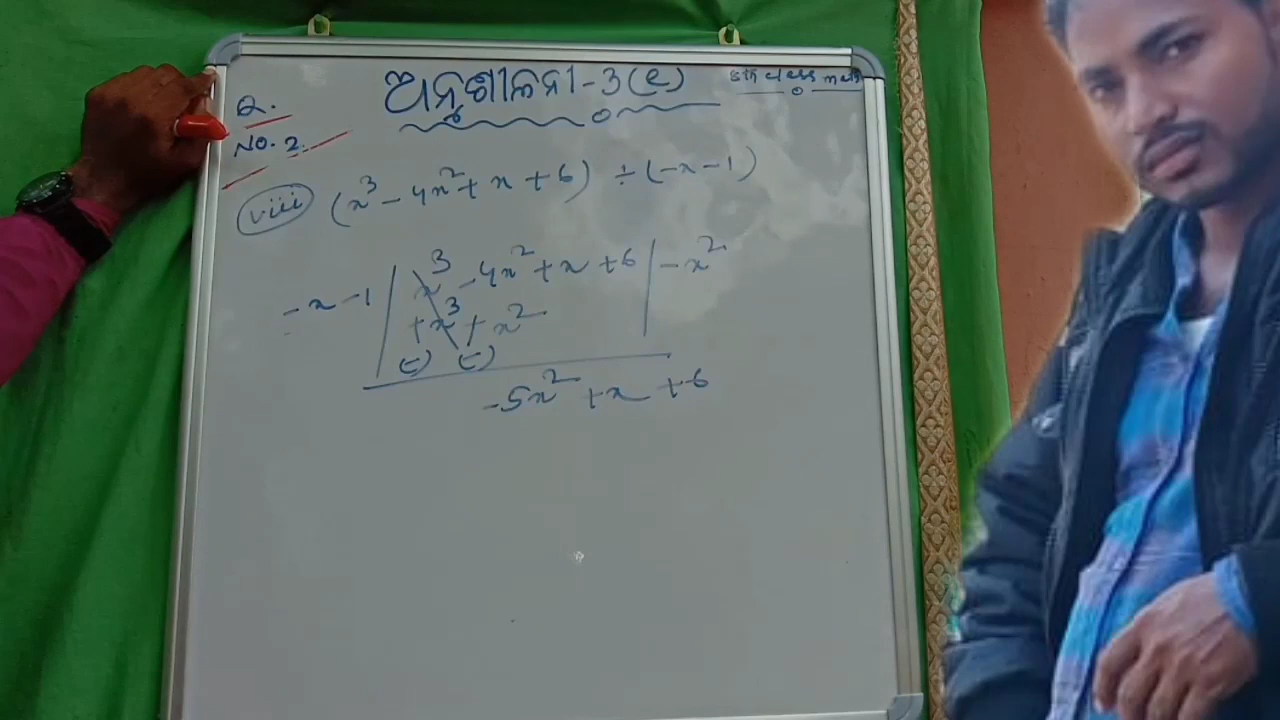 ଅନୁଶୀଳନୀ-3(e)
8th class math
Q.
No. 2.
viii (x³ - 4x² + x + 6) ÷ (-x - 1)
-x - 1 | x³ - 4x² + x + 6 | -x²
+x³ + x²
(-) (-)
-5x² + x + 6